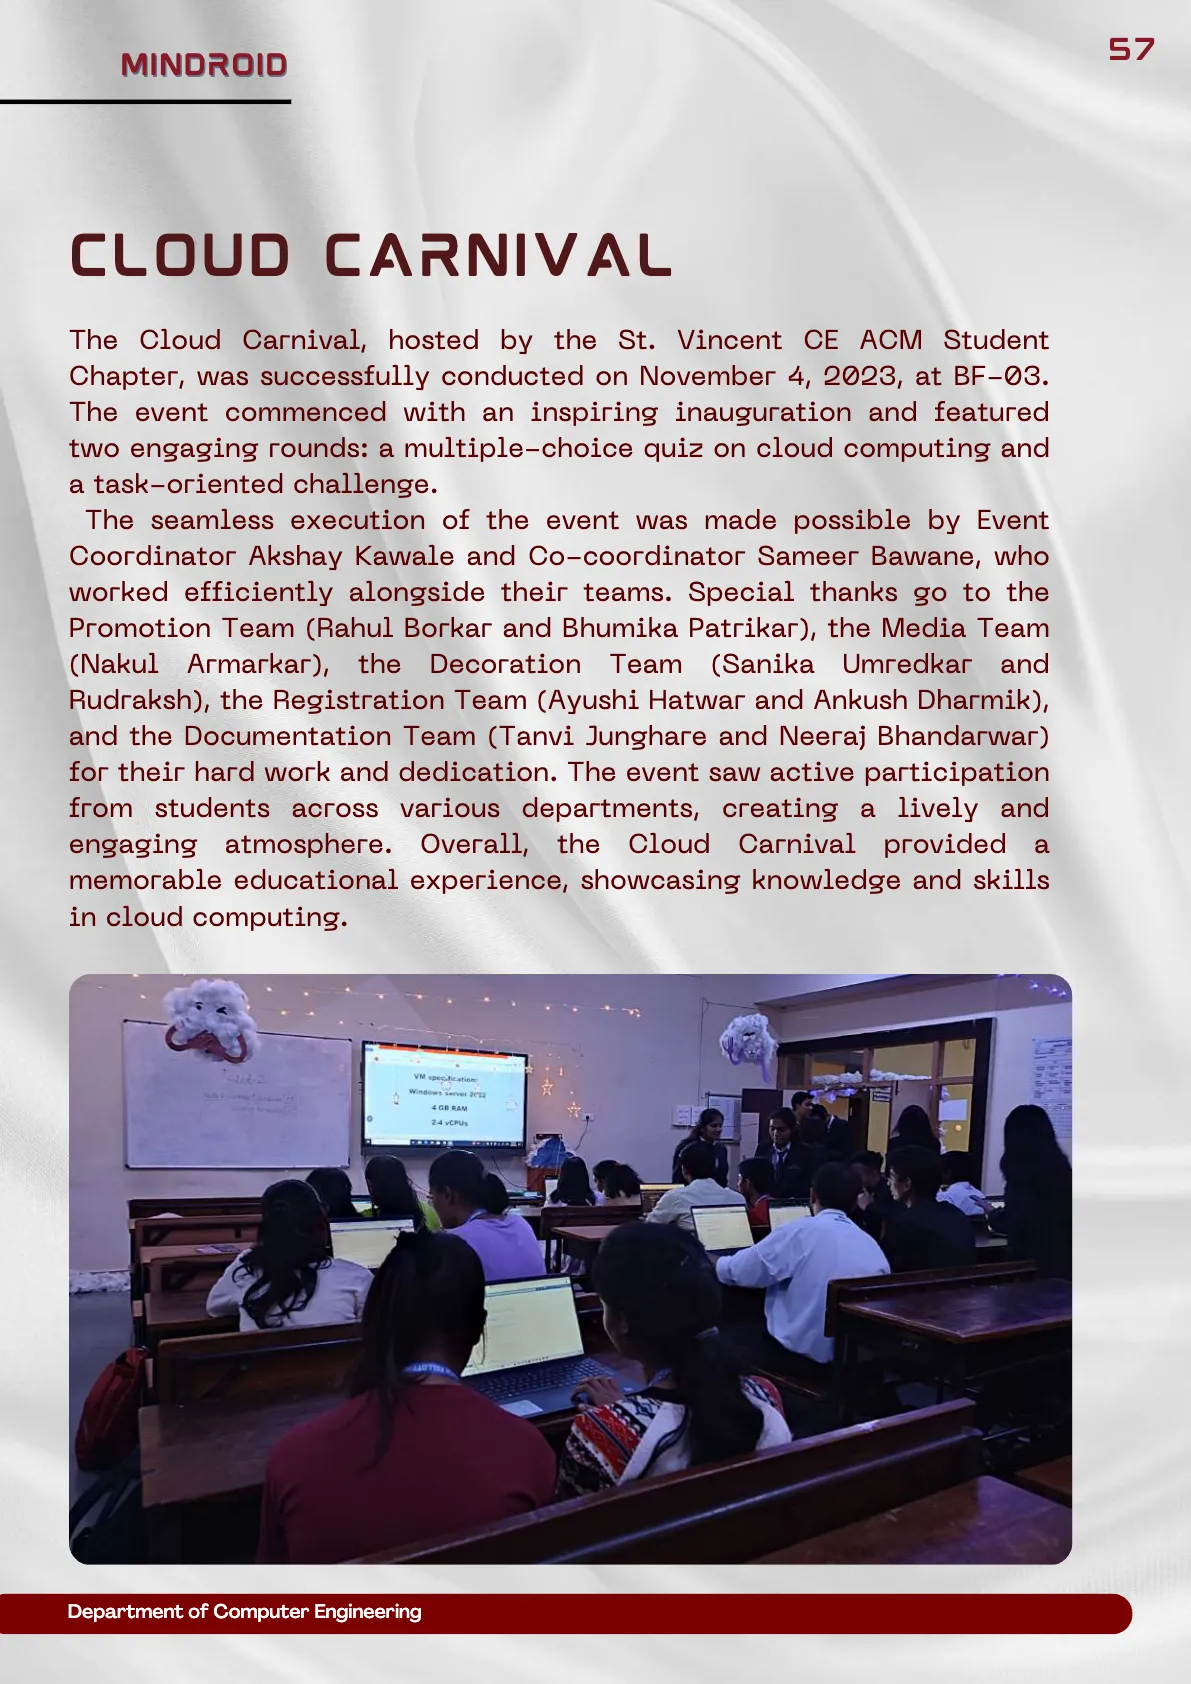 MINDROID
57
CLOUD CARNIVAL
The Cloud Carnival, hosted by the St. Vincent CE ACM Student
Chapter, was successfully conducted on November 4, 2023, at BF-03.
The event commenced with an inspiring inauguration and featured
two engaging rounds: a multiple-choice quiz on cloud computing and
a task-oriented challenge.
The seamless execution of the event was made possible by Event
Coordinator Akshay Kawale and Co-coordinator Sameer Bawane, who
worked efficiently alongside their teams. Special thanks go to the
Promotion Team (Rahul Borkar and Bhumika Patrikar), the Media Team
(Nakul Armarkar), the Decoration Team (Sanika Umredkar and
Rudraksh), the Registration Team (Ayushi Hatwar and Ankush Dharmik),
and the Documentation Team (Tanvi Junghare and Neeraj Bhandarwar)
for their hard work and dedication. The event saw active participation
from students across various departments, creating a lively and
engaging atmosphere. Overall, the Cloud Carnival provided a
memorable educational experience, showcasing knowledge and skills
in cloud computing.
VM specifications
Windows server 2022
4 GB RAM
2-4 vCPUs
Department of Computer Engineering